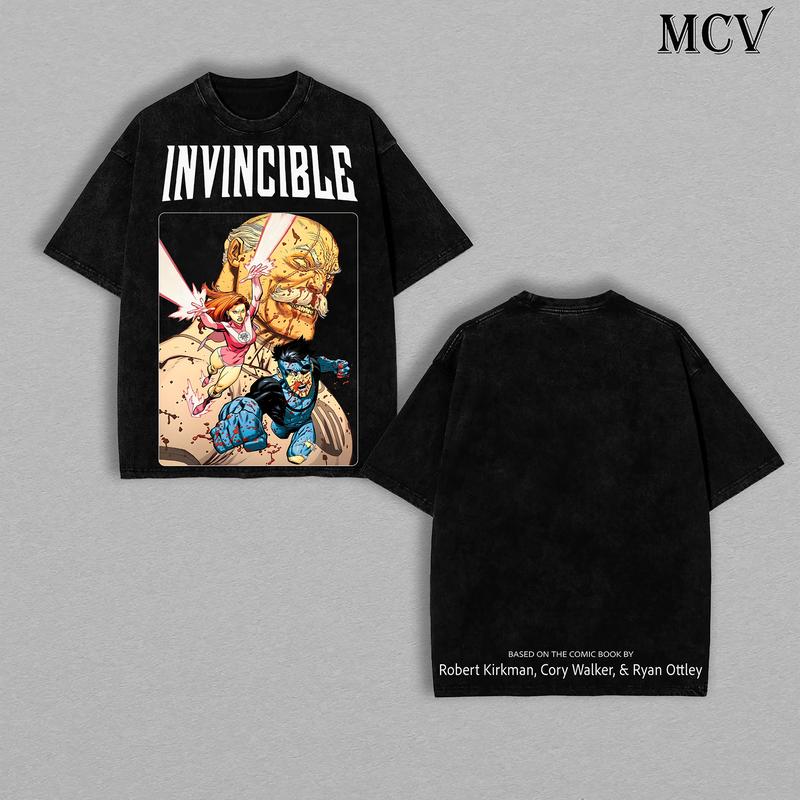 MCV
INVINCIBLE
BASED ON THE COMIC BOOK BY
Robert Kirkman, Cory Walker, & Ryan Ottley